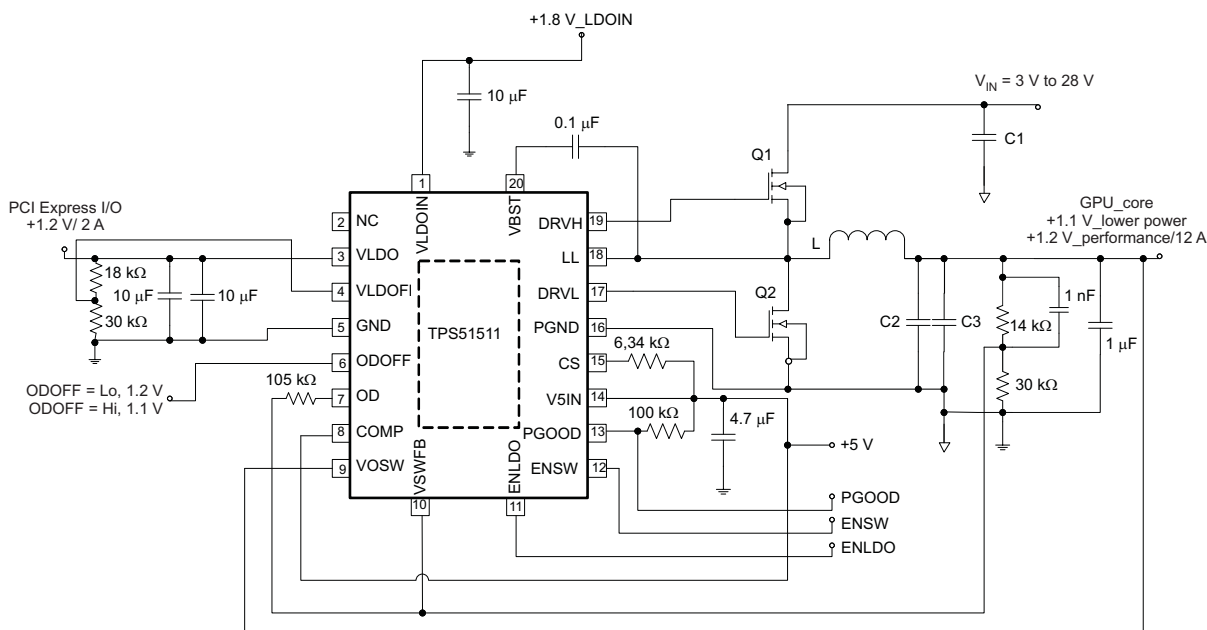 +1.8 V_LDOIN
10 μF
VIN = 3 V to 28 V
0.1 μF
C1
Q1
1
20
VLDOIN
VBST
PCI Express I/O
+1.2 V/ 2 A
GPU_core
+1.1 V_lower power
+1.2 V_performance/12 A
2
NC
DRVH
19
L
3
VLDO
LL
18
18 kΩ
10 μF
10 μF
30 kΩ
4
VLDOFI
DRVL
17
Q2
1 nF
5
GND
TPS51511
PGND
16
C2
C3
14 kΩ
1 μF
6
ODOFF
CS
15
6,34 kΩ
30 kΩ
ODOFF = Lo, 1.2 V
ODOFF = Hi, 1.1 V
105 kΩ
7
OD
V5IN
14
100 kΩ
4.7 μF
8
COMP
PGOOD
13
+5 V
9
VOSW
VSWFB
ENLDO
ENSW
12
10
11
PGOOD
ENSW
ENLDO